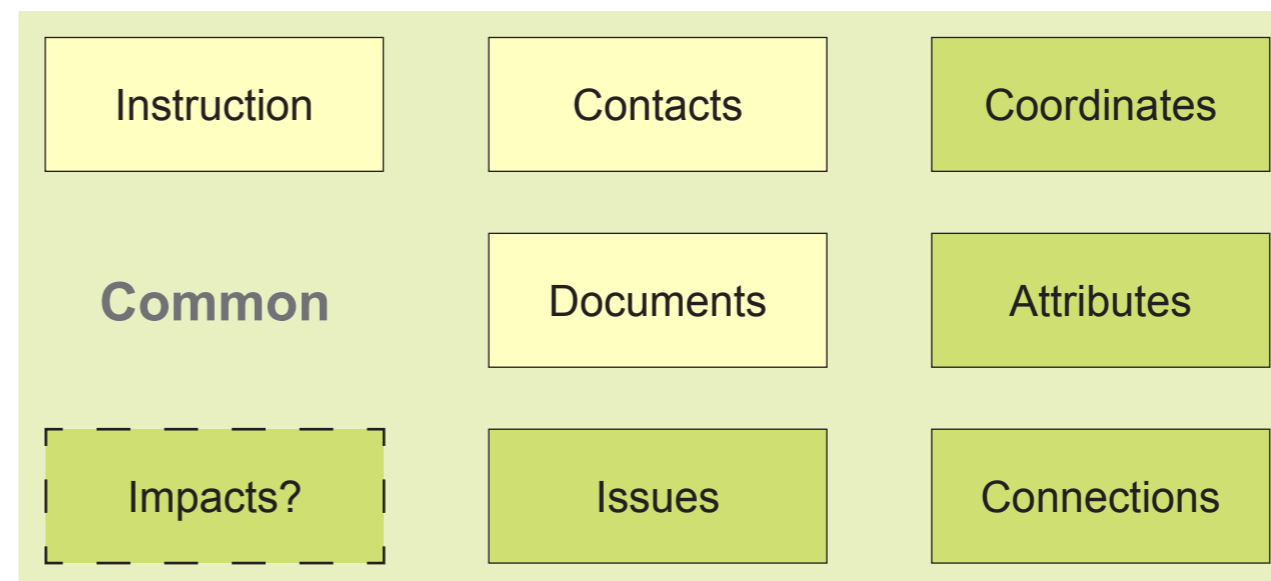 Instruction
Contacts
Coordinates
Common
Documents
Attributes
Impacts?
Issues
Connections